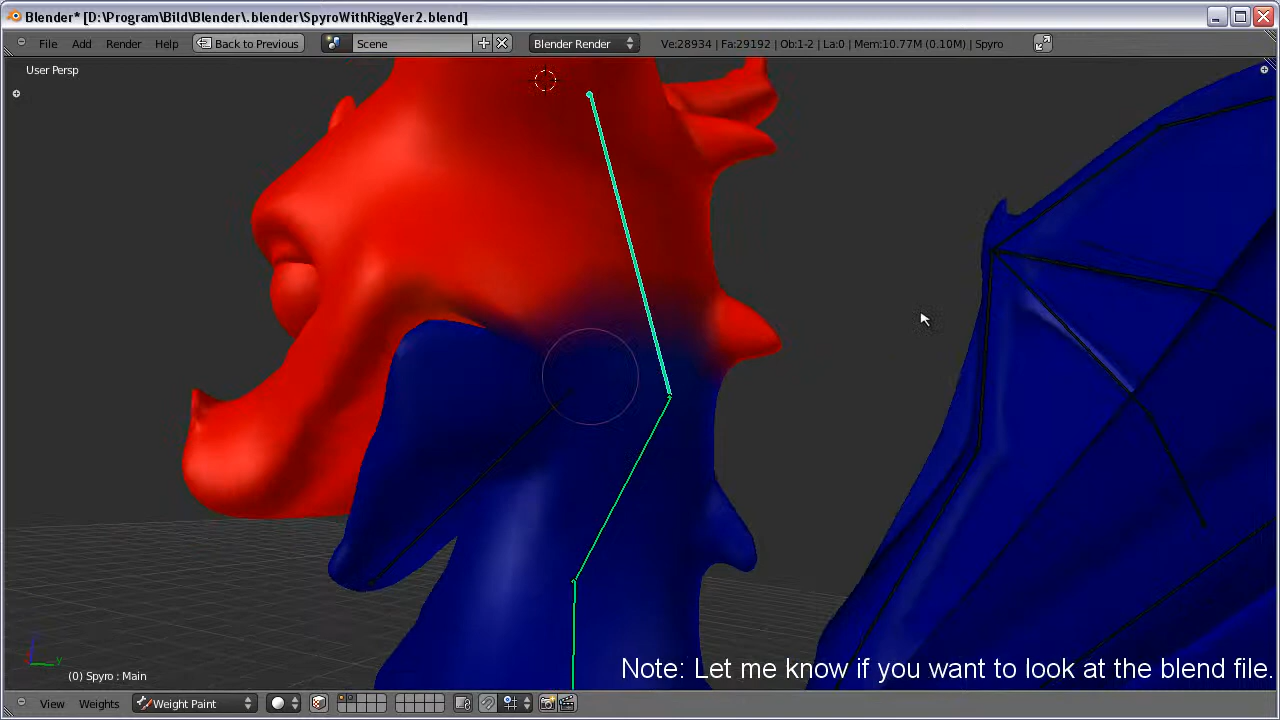 Blender* [D:\Program\Bild\Blender\.blender\SpyroWithRiggVer2.blend]
File Add Render Help Back to Previous Scene Blender Render Ve:28934 | Fa:29192 | Ob:1-2 | La:0 | Mem:10.77M (0.10M) | Spyro
User Persp
z
y
(0) Spyro : Main
Note: Let me know if you want to look at the blend file.
View Weights Weight Paint